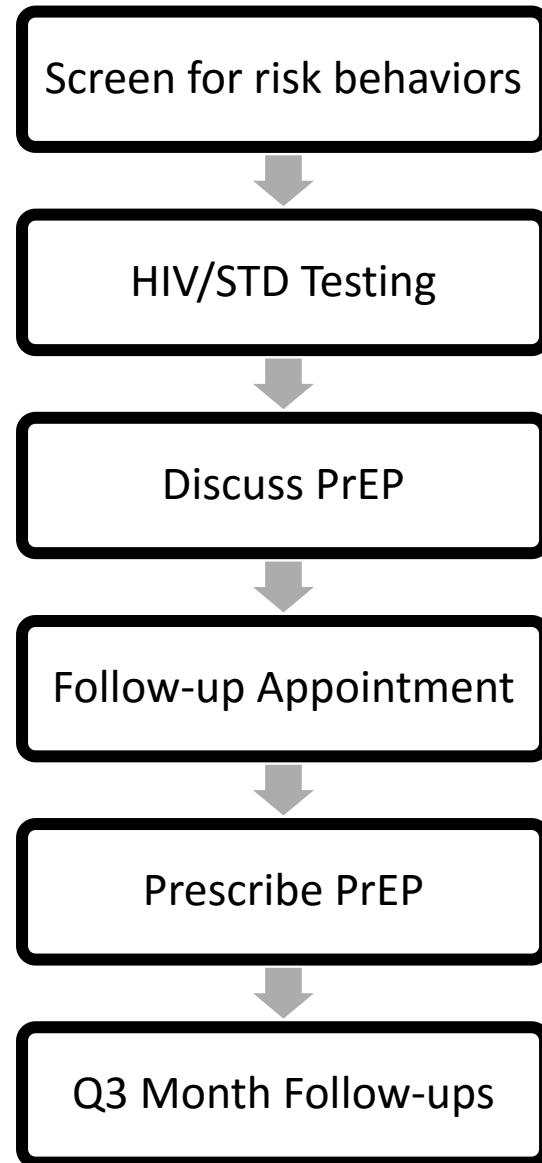 Screen for risk behaviors
HIV/STD Testing
Discuss PrEP
Follow-up Appointment
Prescribe PrEP
Q3 Month Follow-ups